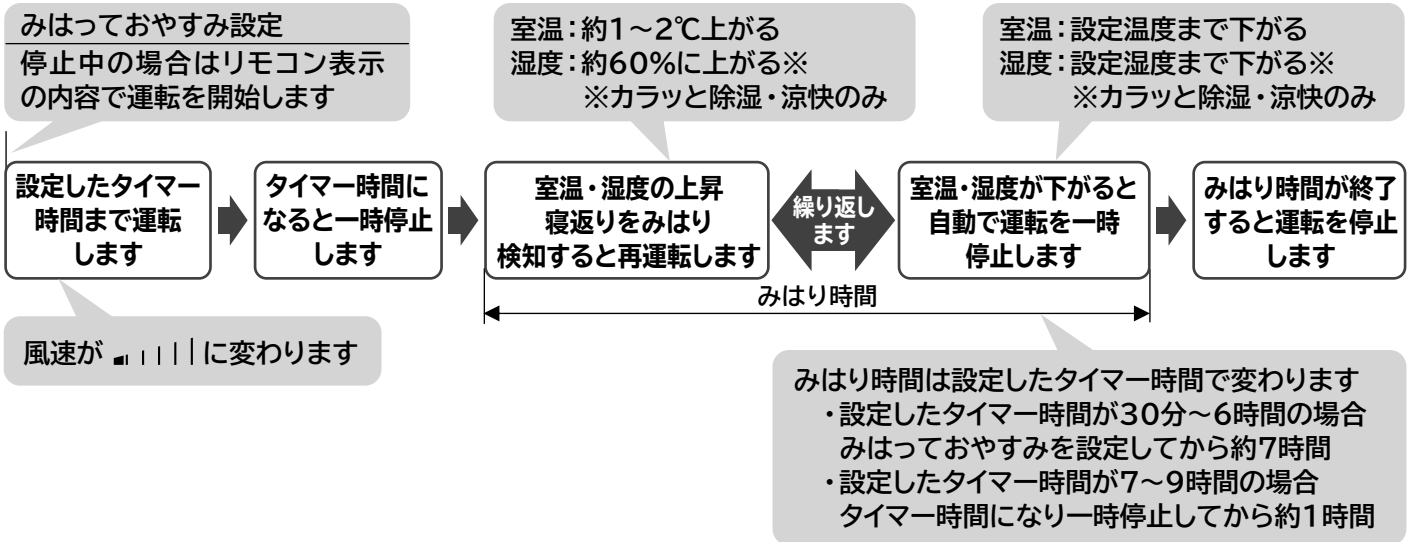 みはっておやすみ設定
停止中の場合はリモコン表示
の内容で運転を開始します
室温：約1～2℃上がる
湿度：約60%に上がる※
※カラッと除湿・涼快のみ
室温：設定温度まで下がる
湿度：設定湿度まで下がる※
※カラッと除湿・涼快のみ
設定したタイマー
時間まで運転
します
タイマー時間に
なると一時停止
します
室温・湿度の上昇
寝返りをみはり
検知すると再運転します
繰り返し
ます
室温・湿度が下がると
自動で運転を一時
停止します
みはり時間が終了
すると運転を停止
します
みはり時間
風速が に変わります
みはり時間は設定したタイマー時間で変わります
・設定したタイマー時間が30分～6時間の場合
みはっておやすみを設定してから約7時間
・設定したタイマー時間が7～9時間の場合
タイマー時間になり一時停止してから約1時間